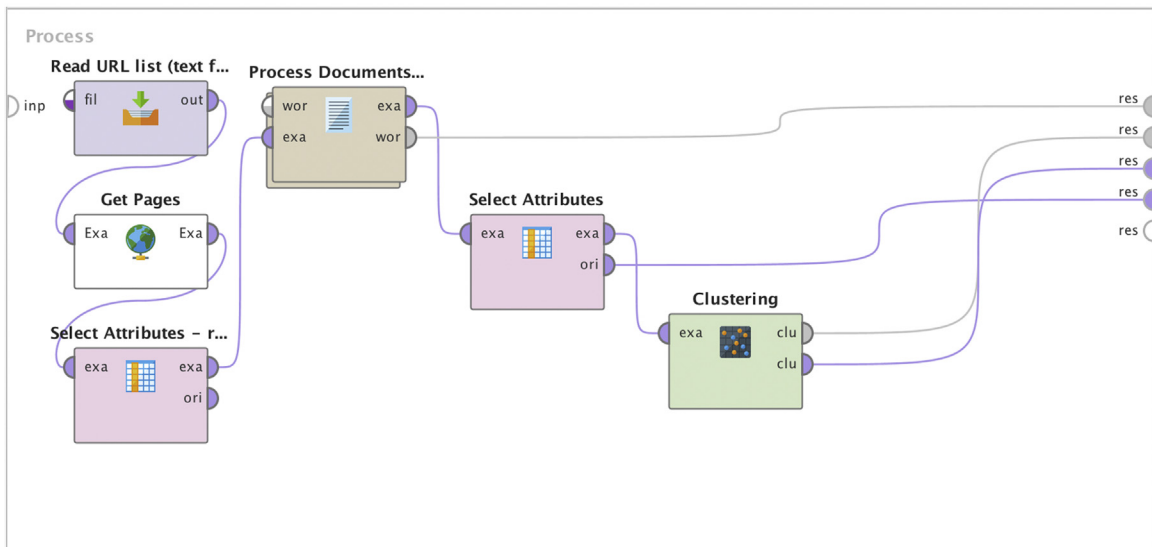 Process
inp
Read URL list (text f...
fil out
Process Documents...
wor exa
exa wor
Get Pages
Exa Exa
Select Attributes – r...
exa exa
ori
Select Attributes
exa exa
ori
Clustering
exa clu
clu
res
res
res
res
res